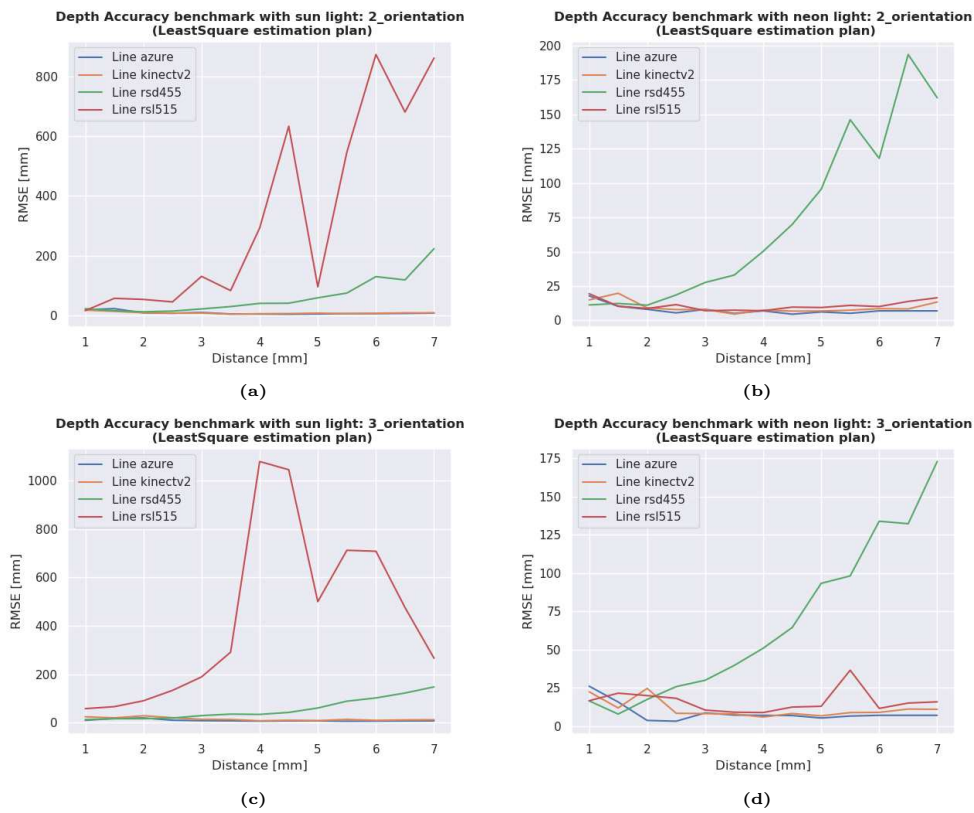 Depth Accuracy benchmark with sun light: 2_orientation
(LeastSquare estimation plan)
Line azure
Line kinectv2
Line rsd455
Line rsl515
RMSE [mm]
800
600
400
200
0
1 2 3 4 5 6 7
Distance [mm]
(a)
Depth Accuracy benchmark with neon light: 2_orientation
(LeastSquare estimation plan)
Line azure
Line kinectv2
Line rsd455
Line rsl515
RMSE [mm]
200
175
150
125
100
75
50
25
0
1 2 3 4 5 6 7
Distance [mm]
(b)
Depth Accuracy benchmark with sun light: 3_orientation
(LeastSquare estimation plan)
Line azure
Line kinectv2
Line rsd455
Line rsl515
RMSE [mm]
1000
800
600
400
200
0
1 2 3 4 5 6 7
Distance [mm]
(c)
Depth Accuracy benchmark with neon light: 3_orientation
(LeastSquare estimation plan)
Line azure
Line kinectv2
Line rsd455
Line rsl515
RMSE [mm]
175
150
125
100
75
50
25
0
1 2 3 4 5 6 7
Distance [mm]
(d)